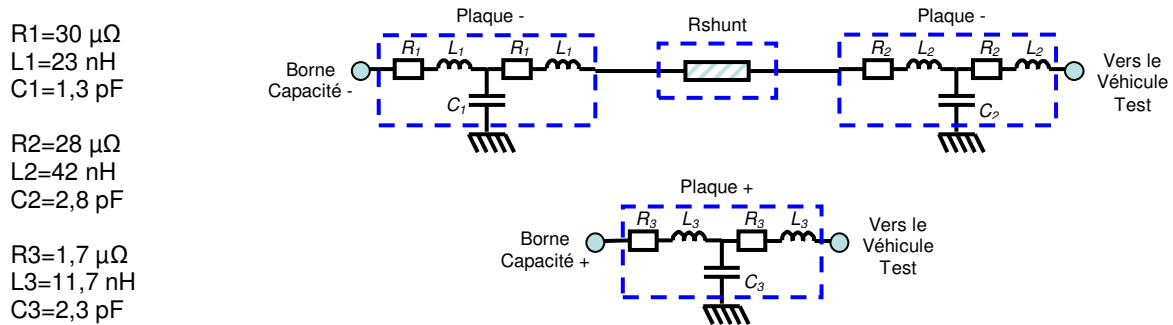 R1=30 µΩ
L1=23 nH
C1=1,3 pF
R2=28 µΩ
L2=42 nH
C2=2,8 pF
R3=1,7 µΩ
L3=11,7 nH
C3=2,3 pF
Plaque -
R1 L1 R1 L1
Borne
Capacité -
C1
Rshunt
Plaque -
R2 L2 R2 L2
C2
Vers le
Véhicule
Test
Plaque +
R3 L3 R3 L3
Borne
Capacité +
C3
Vers le
Véhicule
Test